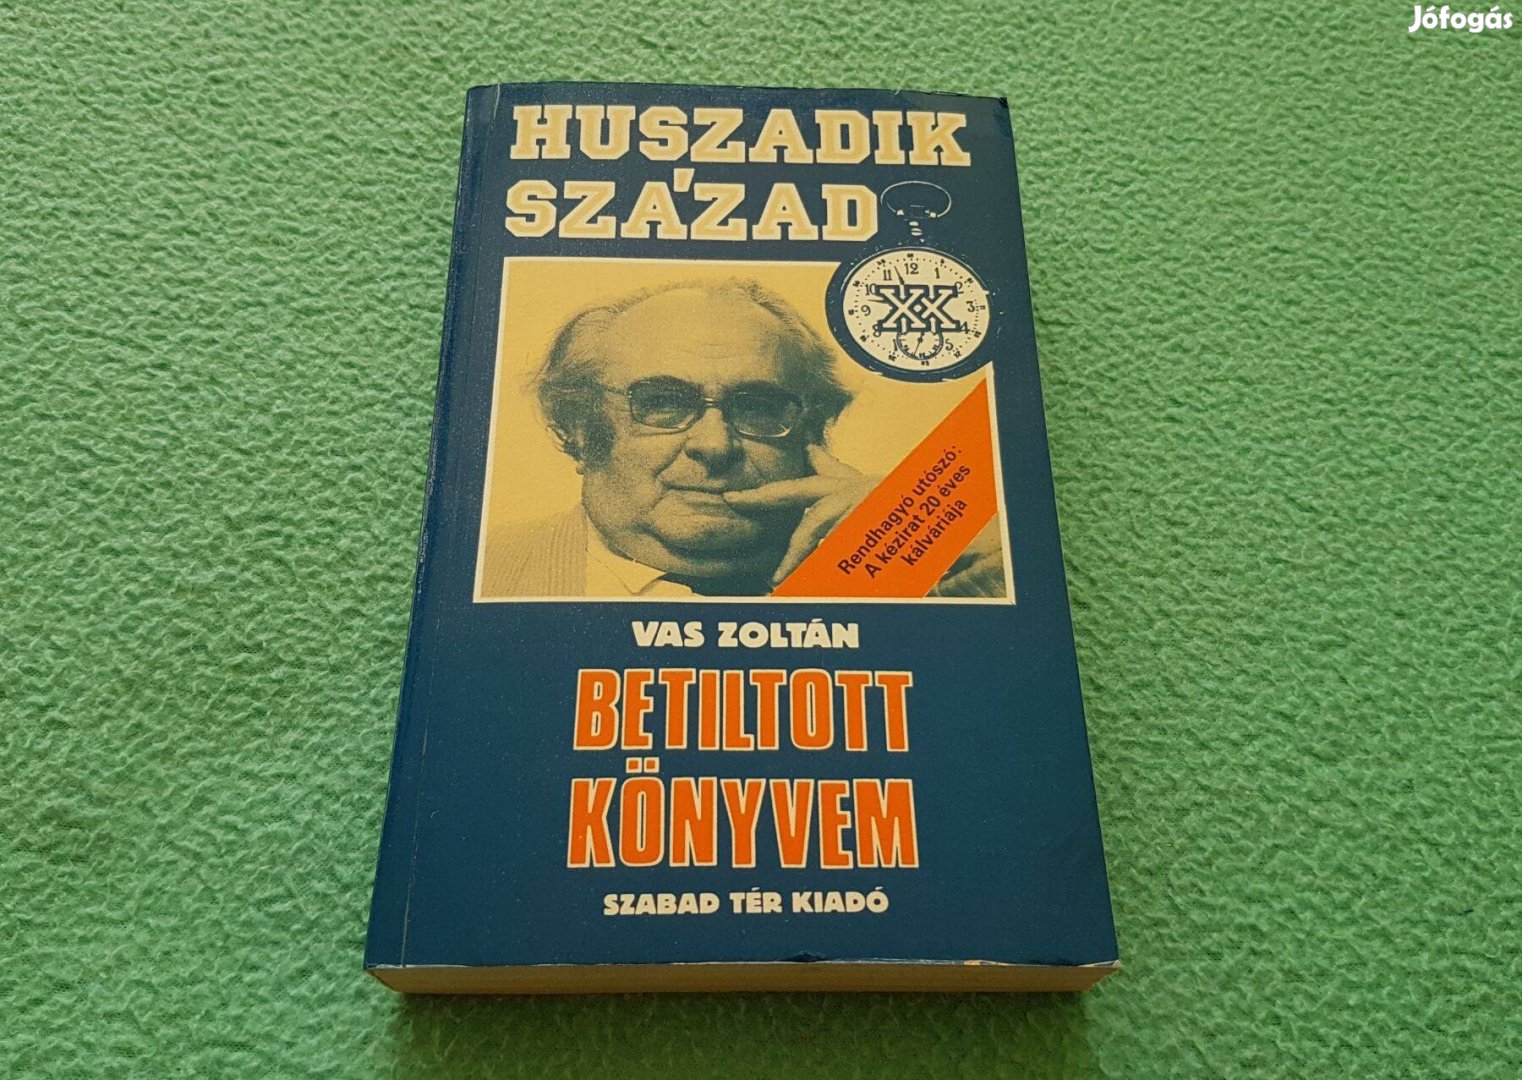 Jófogás
HUSZADIK
SZÁZAD
XX
Rendhagyó utószó:
A kézirat 20 éves
kálváriája
VAS ZOLTÁN
BETILTOTT
KÖNYVEM
SZABAD TÉR KIADÓ